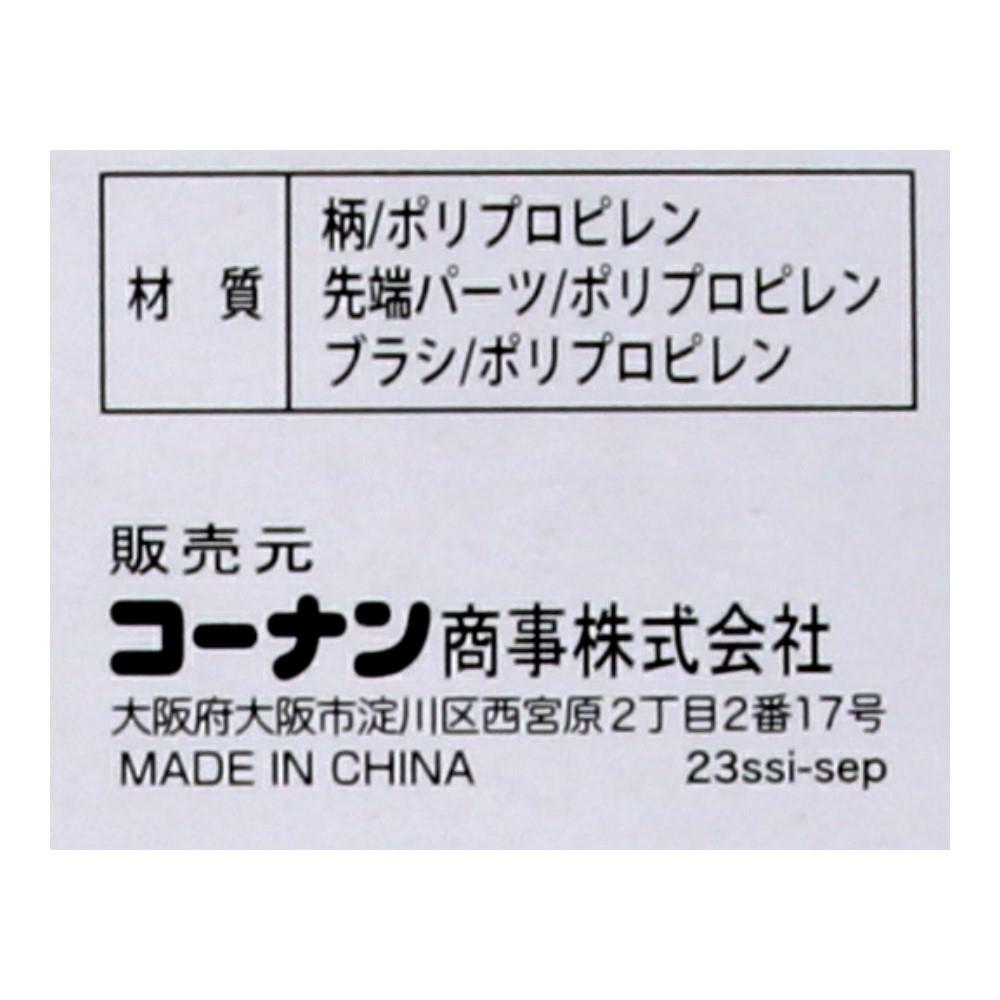 材 質
柄/ポリプロピレン
先端パーツ/ポリプロピレン
ブラシ/ポリプロピレン
販売元
コーナン商事株式会社
大阪府大阪市淀川区西宮原2丁目2番17号
MADE IN CHINA 23ssi-sep